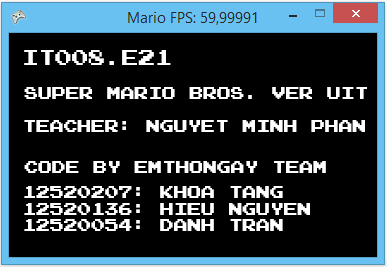 Mario FPS: 59,99991
IT008.E21
SUPER MARIO BROS. VER UIT
TEACHER: NGUYET MINH PHAN
CODE BY EMTHONGAY TEAM
12520207: KHOA TANG
12520136: HIEU NGUYEN
12520054: DANH TRAN